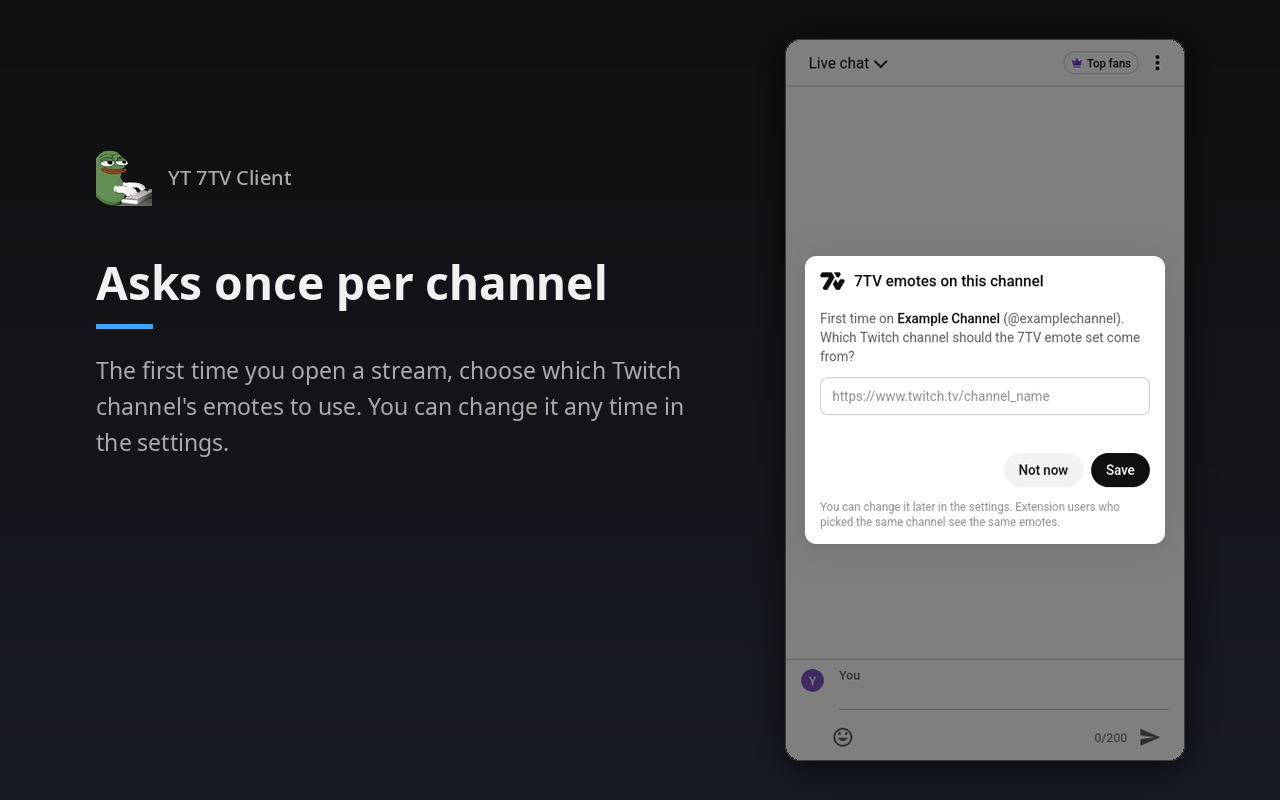 YT 7TV Client
Asks once per channel
The first time you open a stream, choose which Twitch
channel's emotes to use. You can change it any time in
the settings.
Live chat
Top fans
7TV emotes on this channel
First time on Example Channel (@examplechannel).
Which Twitch channel should the 7TV emote set come
from?
https://www.twitch.tv/channel_name
Not now
Save
You can change it later in the settings. Extension users who
picked the same channel see the same emotes.
Y
You
0/200